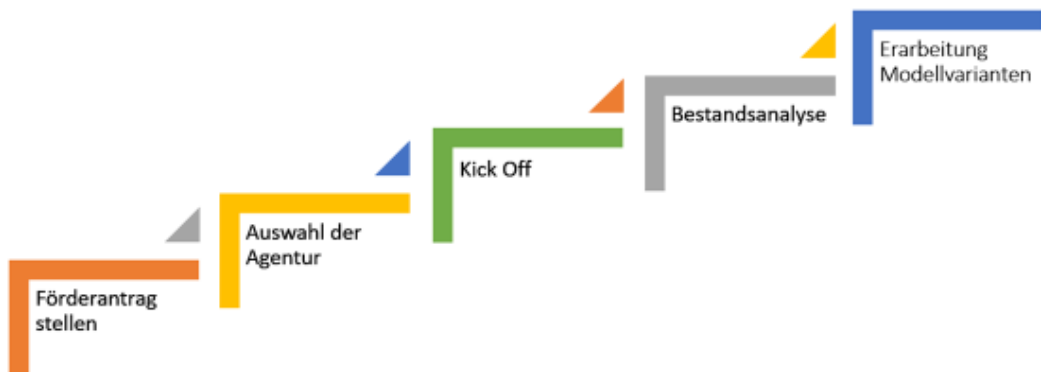 Förderantrag
stellen
Auswahl der
Agentur
Kick Off
Bestandsanalyse
Erarbeitung
Modellvarianten